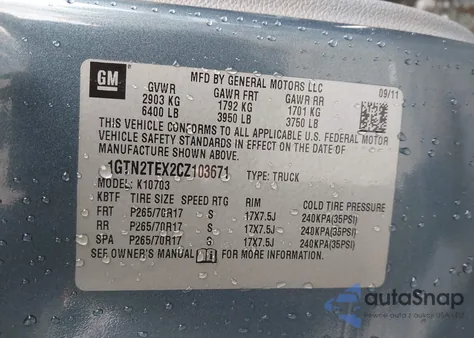 GM
MFD BY GENERAL MOTORS LLC
09/11
GVWR GAWR FRT GAWR RR
2903 KG 1792 KG 1701 KG
6400 LB 3950 LB 3750 LB
THIS VEHICLE CONFORMS TO ALL APPLICABLE U.S. FEDERAL MOTOR
VEHICLE SAFETY STANDARDS IN EFFECT ON THE DATE OF
MANUFACTURE SHOWN ABOVE.
1GTN2TEX2CZ103671 TYPE: TRUCK
MODEL: K10703
KBTF TIRE SIZE SPEED RTG RIM COLD TIRE PRESSURE
FRT P265/70R17 S 17X7.5J 240KPA(35PSI)
RR P265/70R17 S 17X7.5J 240KPA(35PSI)
SPA P265/70R17 S 17X7.5J 240KPA(35PSI)
SEE OWNER'S MANUAL FOR MORE INFORMATION.
autoSnap